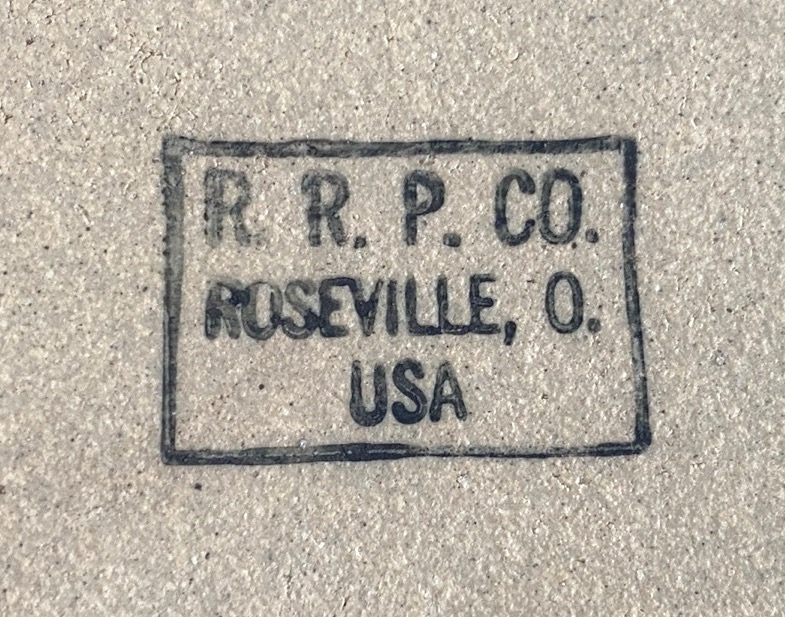 R. R. P. CO.
ROSEVILLE, O.
USA